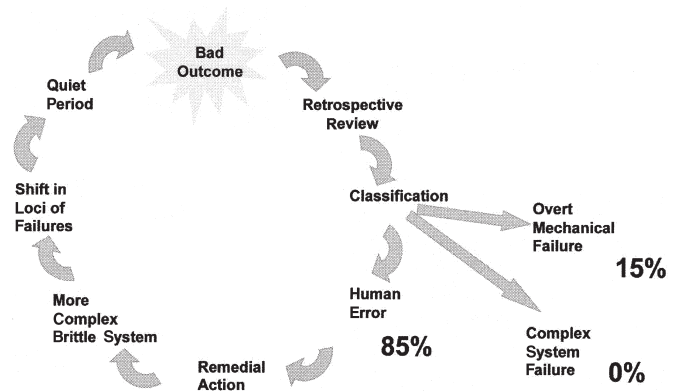 Bad
Outcome
Retrospective
Review
Classification
Overt
Mechanical
Failure
15%
Complex
System
Failure
0%
Human
Error
85%
Remedial
Action
More
Complex
Brittle System
Shift in
Loci of
Failures
Quiet
Period